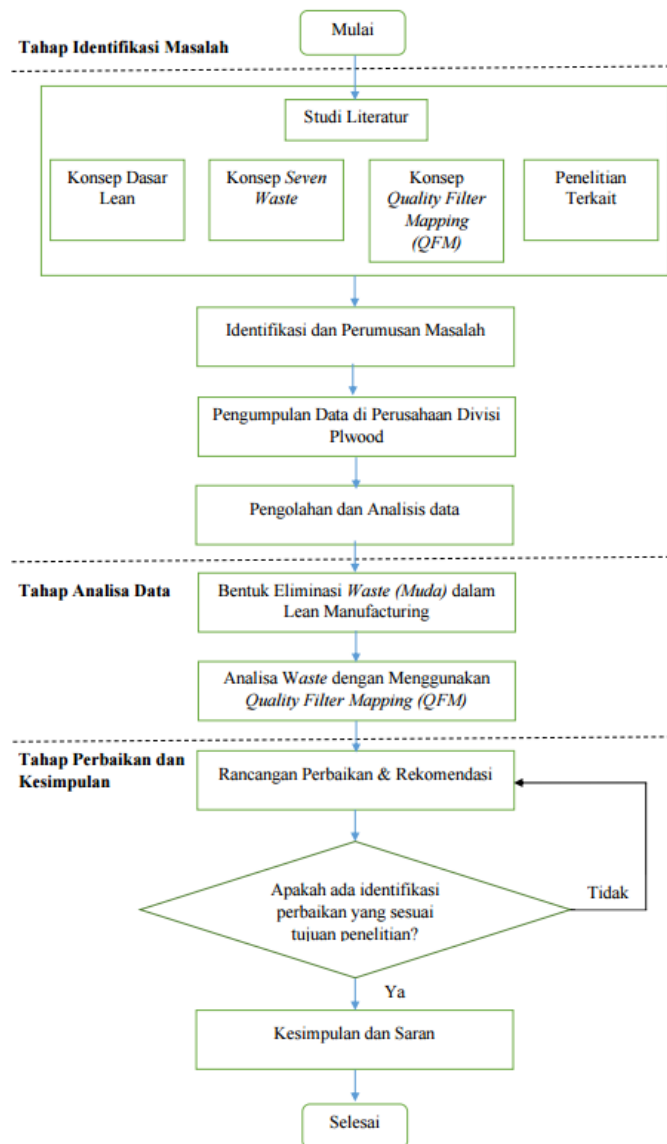 Mulai
Tahap Identifikasi Masalah
Studi Literatur
Konsep Dasar
Lean
Konsep Seven
Waste
Konsep
Quality Filter
Mapping
(QFM)
Penelitian
Terkait
Identifikasi dan Perumusan Masalah
Pengumpulan Data di Perusahaan Divisi
Plwood
Pengolahan dan Analisis data
Tahap Analisa Data
Bentuk Eliminasi Waste (Muda) dalam
Lean Manufacturing
Analisa Waste dengan Menggunakan
Quality Filter Mapping (QFM)
Tahap Perbaikan dan
Kesimpulan
Rancangan Perbaikan & Rekomendasi
Apakah ada identifikasi
perbaikan yang sesuai
tujuan penelitian?
Tidak
Ya
Kesimpulan dan Saran
Selesai